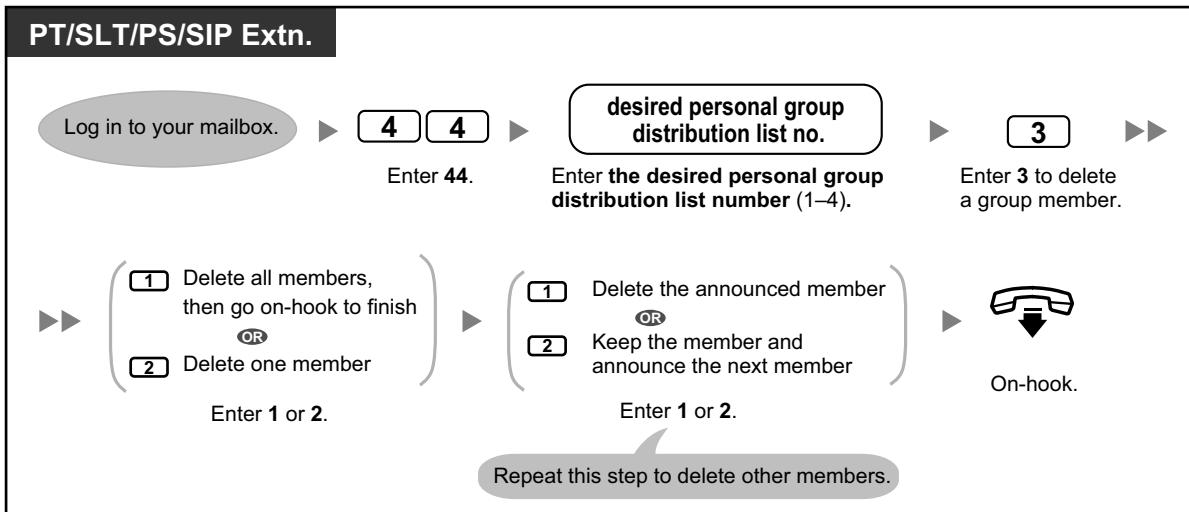 PT/SLT/PS/SIP Extn.
Log in to your mailbox.
4 4
Enter 44.
desired personal group
distribution list no.
Enter the desired personal group
distribution list number (1–4).
3
Enter 3 to delete
a group member.
1 Delete all members,
then go on-hook to finish
OR
2 Delete one member
Enter 1 or 2.
1 Delete the announced member
OR
2 Keep the member and
announce the next member
Enter 1 or 2.
Repeat this step to delete other members.
On-hook.